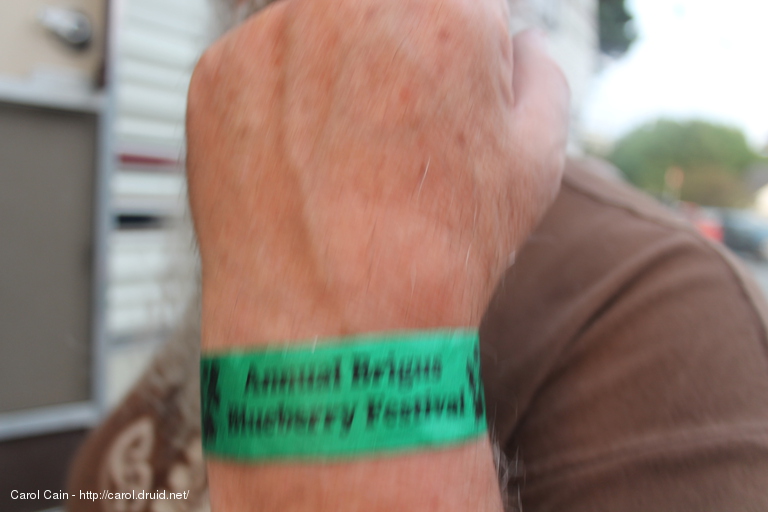 Annual Brigus
Blueberry Festival
Carol Cain - http://carol.druid.net/